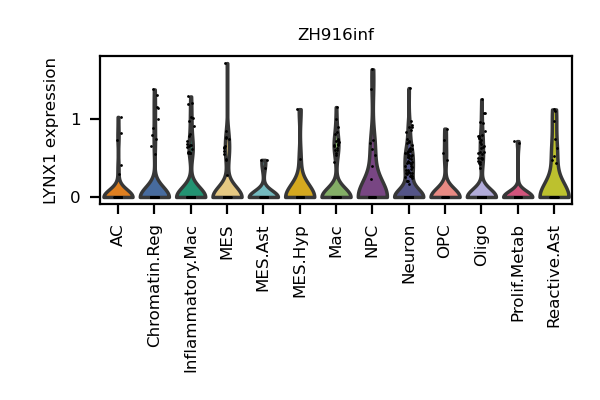 ZH916inf
LYNX1 expression
1
0
AC
Chromatin.Reg
Inflammatory.Mac
MES
MES.Ast
MES.Hyp
Mac
NPC
Neuron
OPC
Oligo
Prolif.Metab
Reactive.Ast